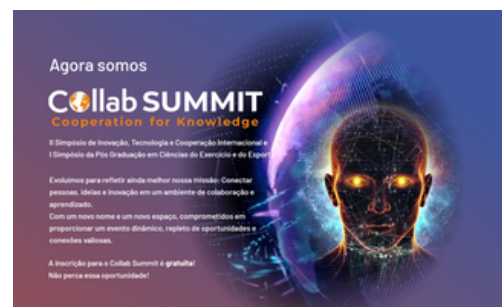 Agora somos
Collab SUMMIT
Cooperation for Knowledge
II Simpósio de Inovação, Tecnologia e Cooperação Internacional e
I Simpósio da Pós Graduação em Ciências do Exercício e do Esport
Evoluímos para refletir ainda melhor nossa missão: Conectar
pessoas, ideias e inovação em um ambiente de colaboração e
aprendizado.
Com um novo nome e um novo espaço, comprometidos em
proporcionar um evento dinâmico, repleto de oportunidades e
conexões valiosas.
A inscrição para o Collab Summit é gratuita!
Não perca essa oportunidade!